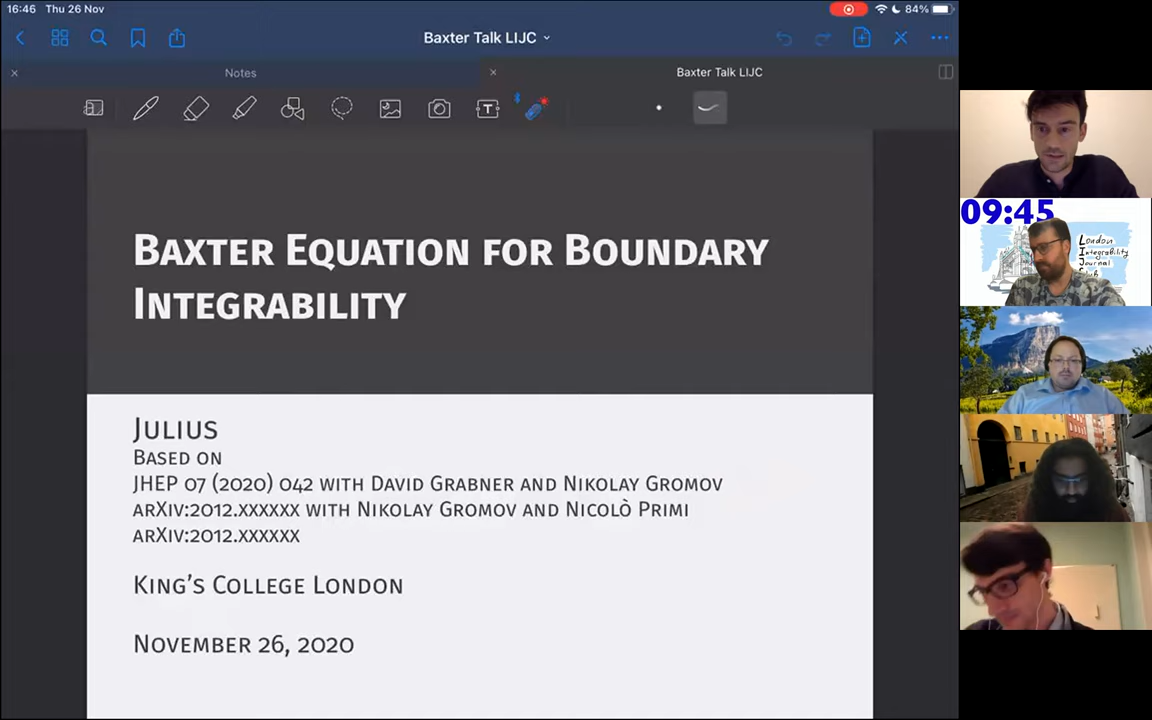 16:46 Thu 26 Nov
84%
Baxter Talk LIJC
Notes
Baxter Talk LIJC
T
Baxter Equation for Boundary
Integrability
Julius
Based on
JHEP 07 (2020) 042 with David Grabner and Nikolay Gromov
arXiv:2012.xxxxxx with Nikolay Gromov and Nicolò Primi
arXiv:2012.xxxxxx
King's College London
November 26, 2020
09:45
London
Integrability
Journal